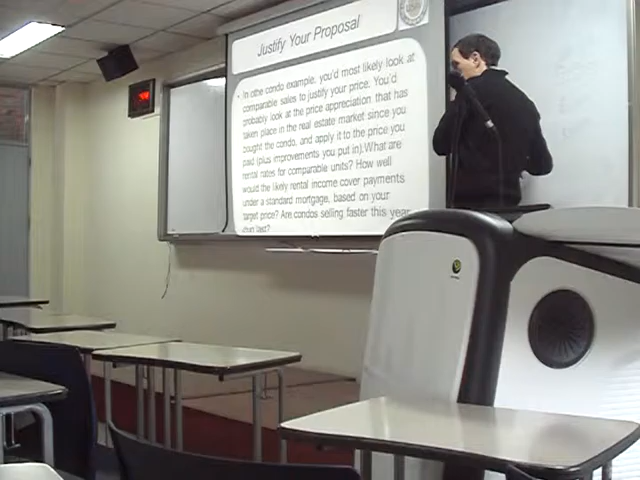 Justify Your Proposal
• In othe condo example, you'd most likely look at
comparable sales to justify your price. You'd
probably look at the price appreciation that has
taken place in the real estate market since you
bought the condo, and apply it to the price you
paid (plus improvements you put in).What are
rental rates for comparable units? How well
would the likely rental income cover payments
under a standard mortgage, based on your
target price? Are condos selling faster this year
than last?